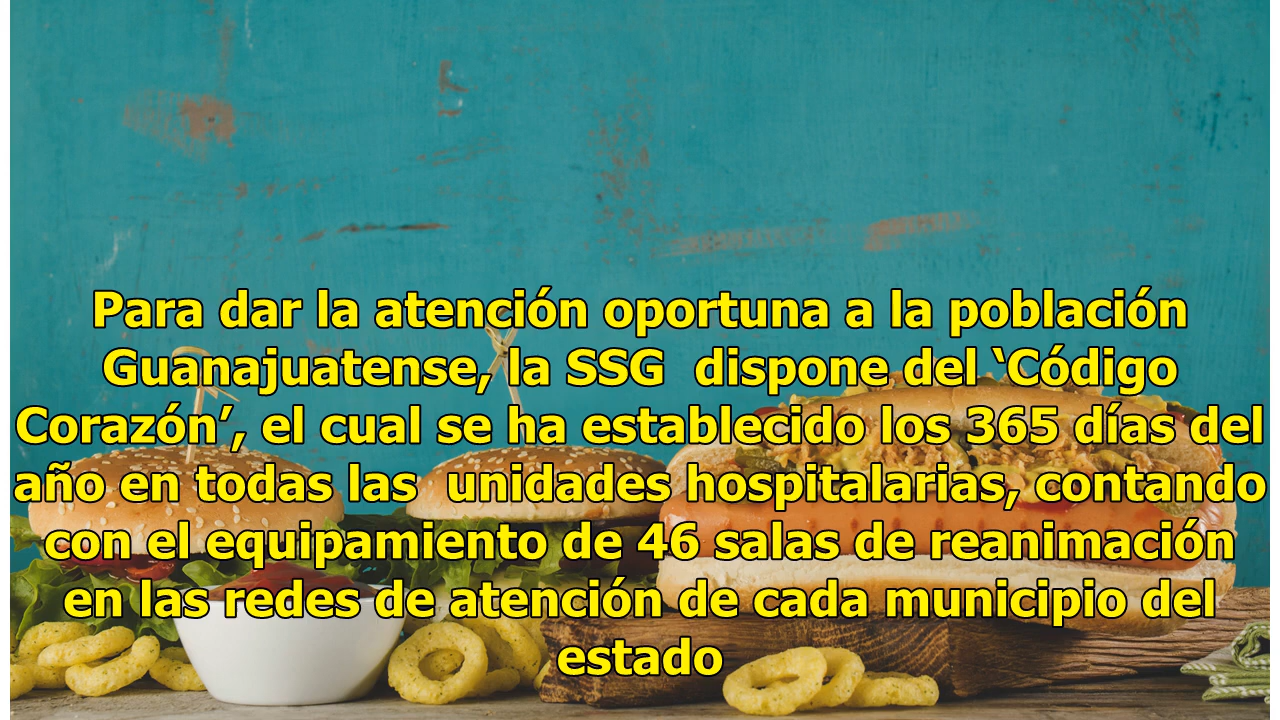 Para dar la atención oportuna a la población
Guanajuatense, la SSG  dispone del ‘Código
Corazón’, el cual se ha establecido los 365 días del
año en todas las  unidades hospitalarias, contando
con el equipamiento de 46 salas de reanimación
en las redes de atención de cada municipio del
estado